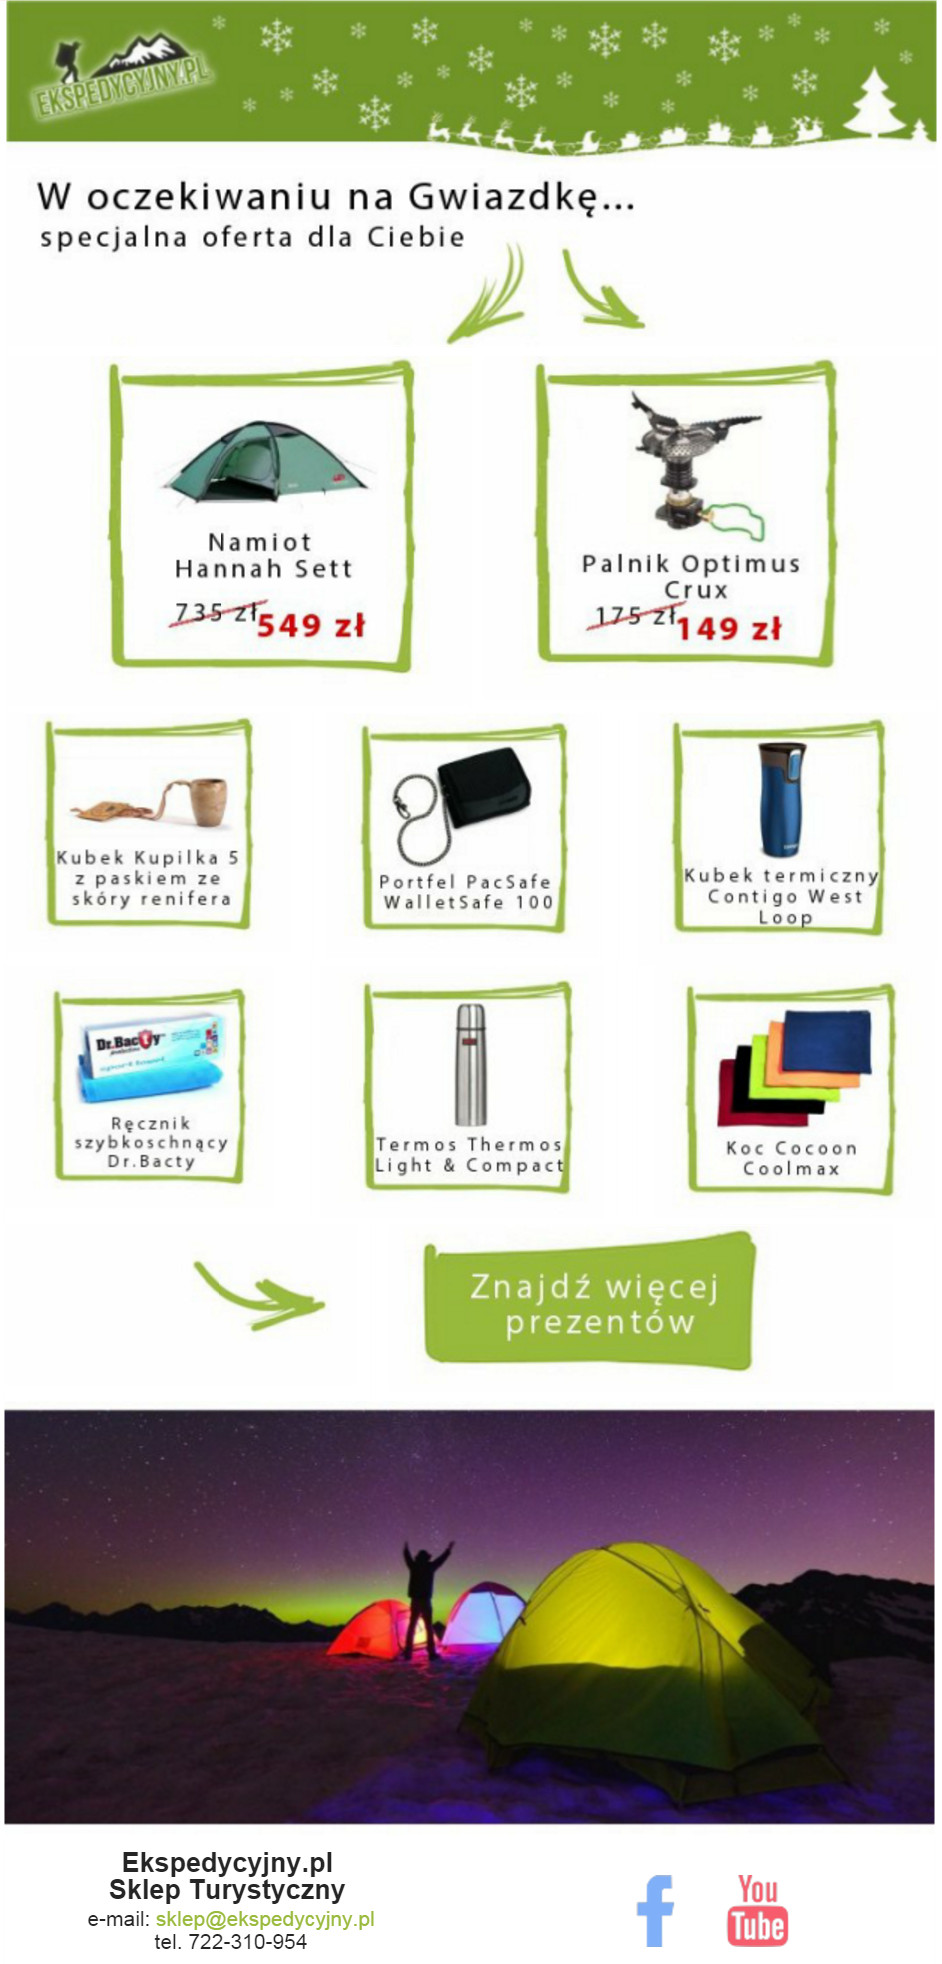 EKSPEDYCYJNY.PL
W oczekiwaniu na Gwiazdkę...
specjalna oferta dla Ciebie
Namiot
Hannah Sett
735 zł 549 zł
Palnik Optimus
Crux
175 zł 149 zł
Kubek Kupilka 5
z paskiem ze
skóry renifera
Portfel PacSafe
WalletSafe 100
Kubek termiczny
Contigo West
Loop
Dr.Bacty
Ręcznik
szybkoschnący
Dr.Bacty
Termos Thermos
Light & Compact
Koc Cocoon
Coolmax
Znajdź więcej
prezentów
Ekspedycyjny.pl
Sklep Turystyczny
e-mail: sklep@ekspedycyjny.pl
tel. 722-310-954
You
Tube